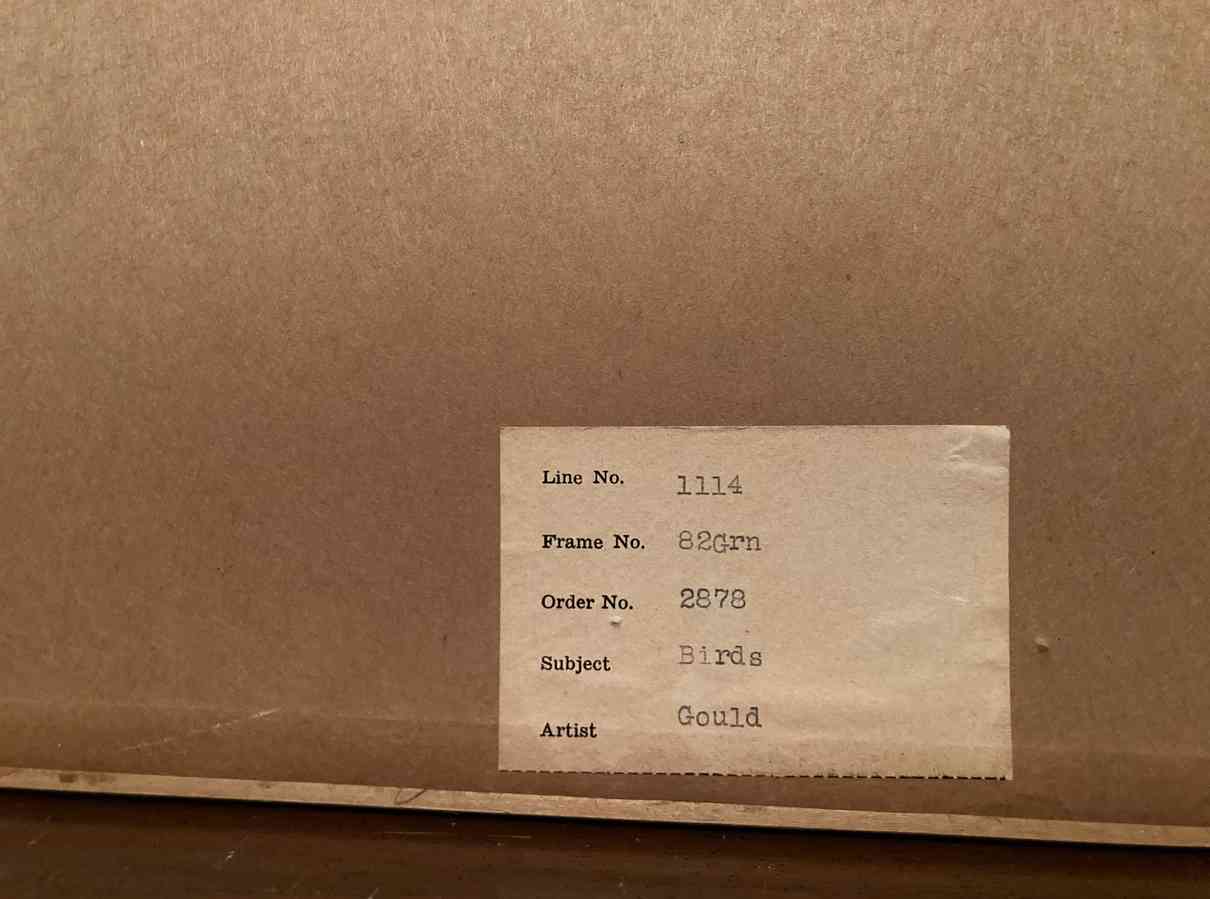 Line No. 1114
Frame No. 82Grn
Order No. 2878
Subject Birds
Artist Gould